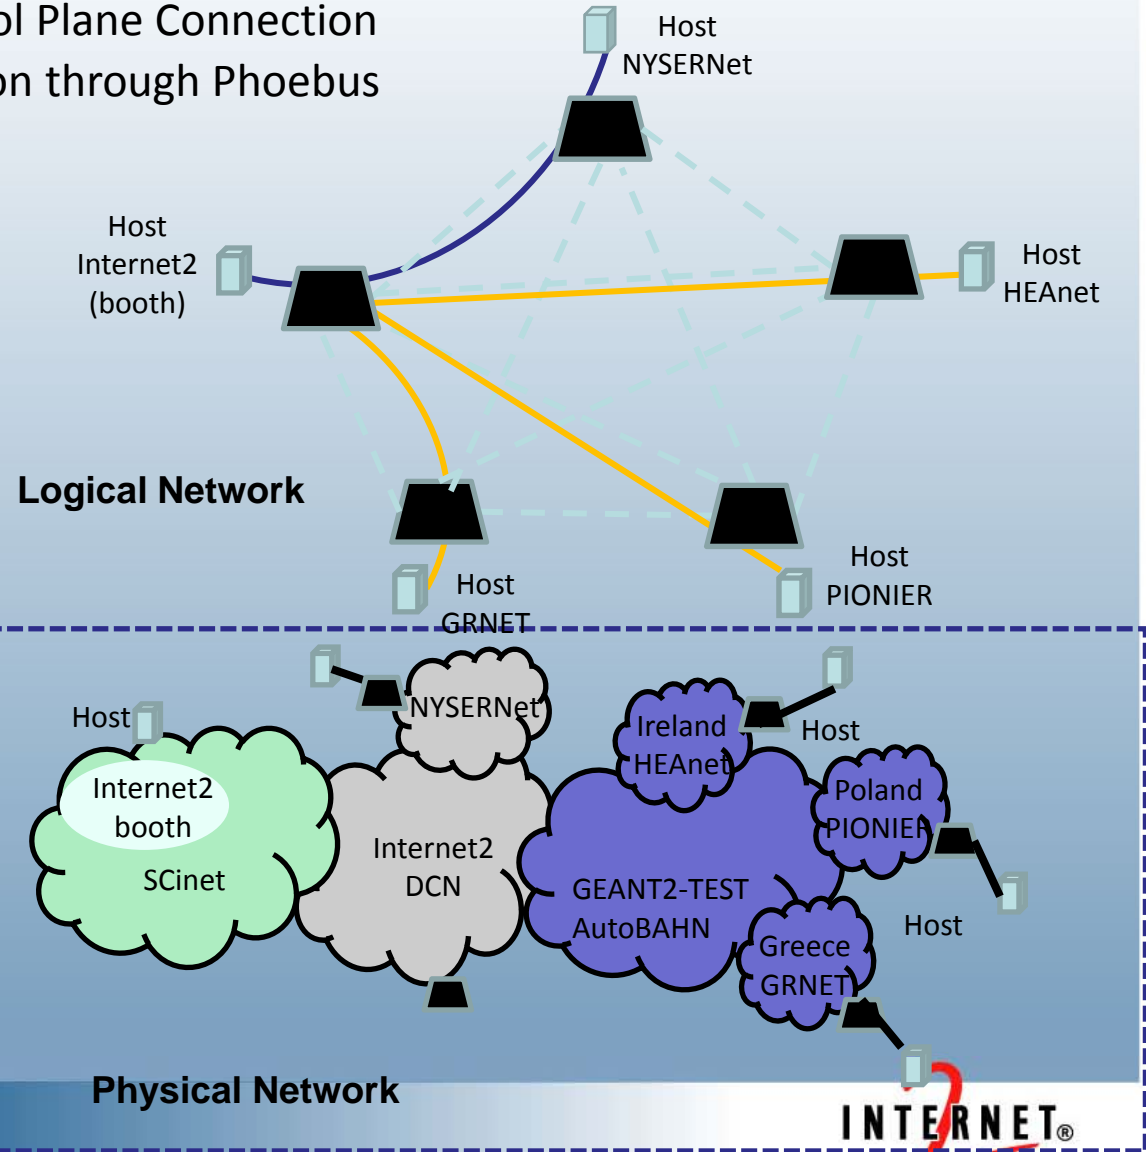 ol Plane Connection
on through Phoebus
Host
NYSERNet
Host
Internet2
(booth)
Host
HEAnet
Logical Network
Host
GRNET
Host
PIONIER
NYSERNet
Host
Ireland
HEAnet
Host
Internet2
booth
SCinet
Poland
PIONIER
Internet2
DCN
GEANT2-TEST
AutoBAHN
Greece
GRNET
Host
Physical Network
INTERNET®